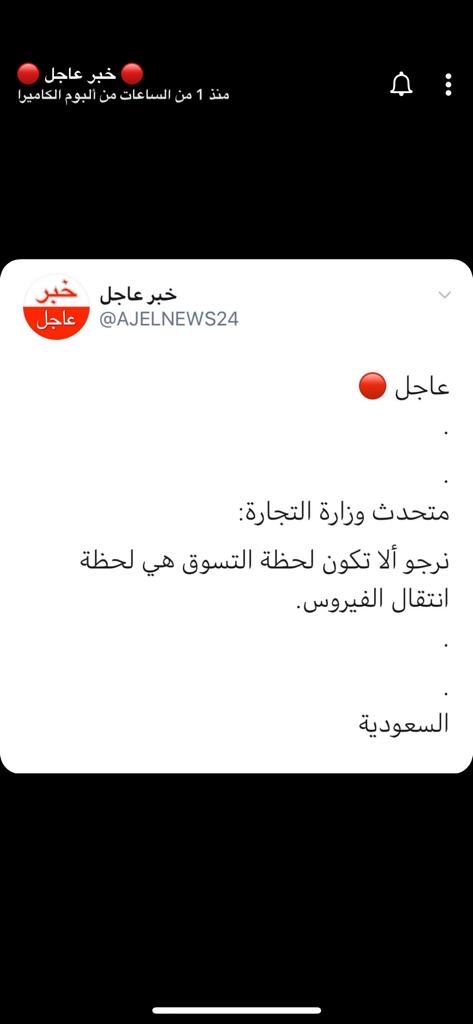 🔴 خبر عاجل 🔴
منذ 1 من الساعات من ألبوم الكاميرا
خبر
عاجل
خبر عاجل
@AJELNEWS24
عاجل 🔴
.
.
متحدث وزارة التجارة:
نرجو ألا تكون لحظة التسوق هي لحظة
انتقال الفيروس.
.
.
السعودية